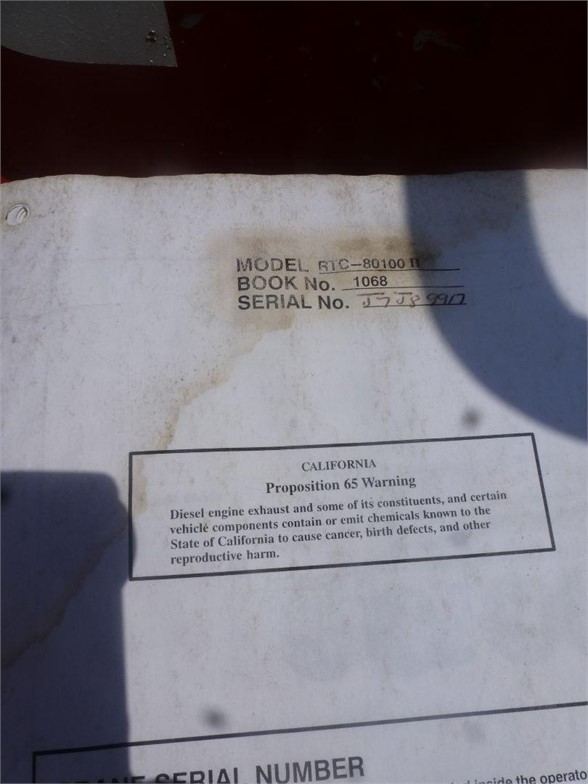 MODEL RTC-80100 II
BOOK No. 1068
SERIAL No.
CALIFORNIA
Proposition 65 Warning
Diesel engine exhaust and some of its constituents, and certain
vehicle components contain or emit chemicals known to the
State of California to cause cancer, birth defects, and other
reproductive harm.
SERIAL NUMBER
inside the operato